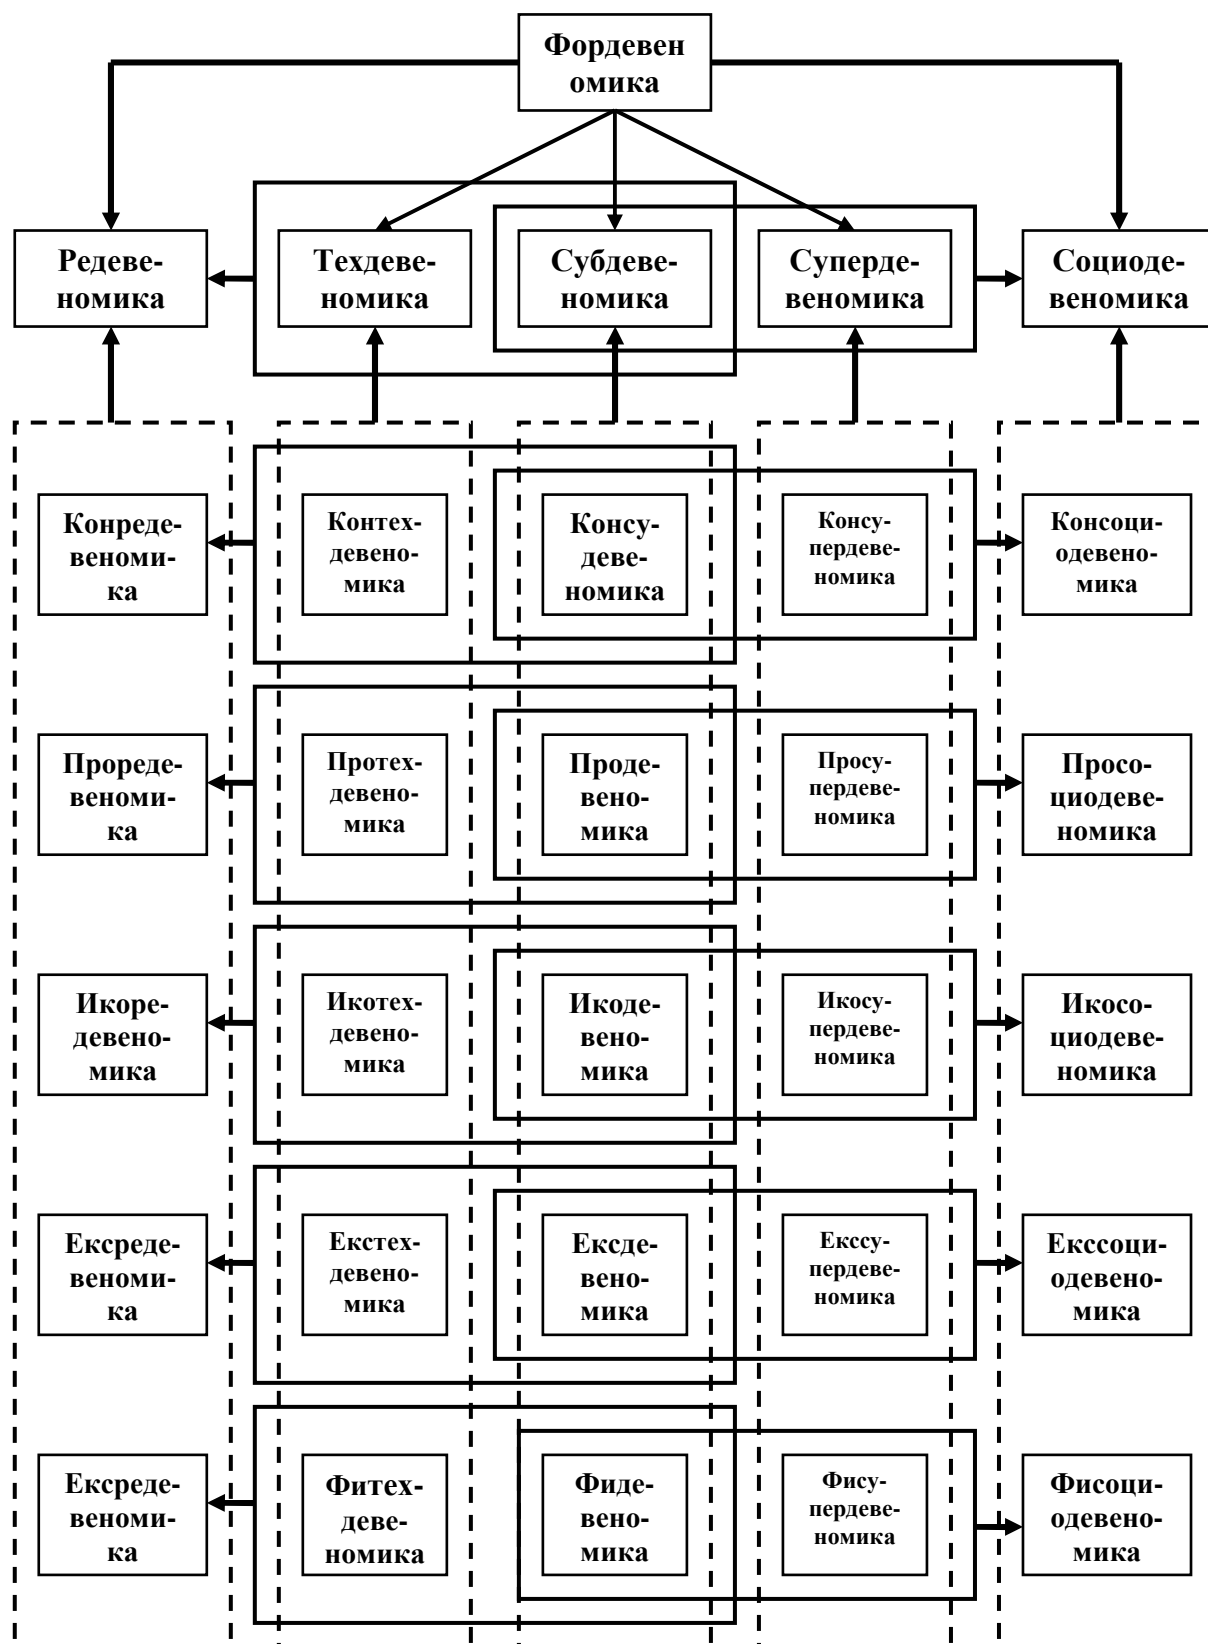 Фордевен
омика
Редеве-
номика
Техдеве-
номика
Субдеве-
номика
Суперде-
веномика
Социоде-
веномика
Конреде-
веноми-
ка
Контех-
девено-
мика
Консу-
деве-
номика
Консу-
пердеве-
номика
Консоци-
одевено-
мика
Прореде-
веноми-
ка
Протех-
девено-
мика
Проде-
вено-
мика
Просу-
пердеве-
номика
Просо-
циодеве-
номика
Икоре-
девено-
мика
Икотех-
девено-
мика
Икоде-
вено-
мика
Икосу-
пердеве-
номика
Икосо-
циодеве-
номика
Ексреде-
веноми-
ка
Екстех-
девено-
мика
Ексде-
вено-
мика
Екссу-
пердеве-
номика
Екссоци-
одевено-
мика
Ексреде-
веноми-
ка
Фитех-
деве-
номика
Фиде-
вено-
мика
Фису-
пердеве-
номика
Фисоци-
одевено-
мика